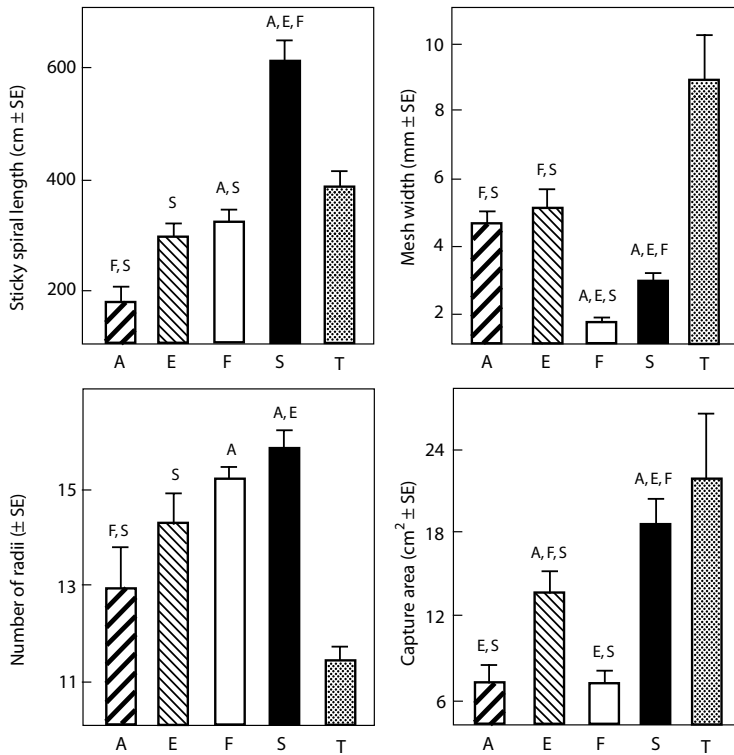 Sticky spiral length (cm ± SE)
600
400
200
F, S
S
A, S
A, E, F
A E F S T
Mesh width (mm ± SE)
10
8
6
4
2
F, S
F, S
A, E, S
A, E, F
A E F S T
Number of radii (± SE)
15
13
11
F, S
S
A
A, E
A E F S T
Capture area (cm² ± SE)
24
18
12
6
E, S
A, F, S
E, S
A, E, F
A E F S T